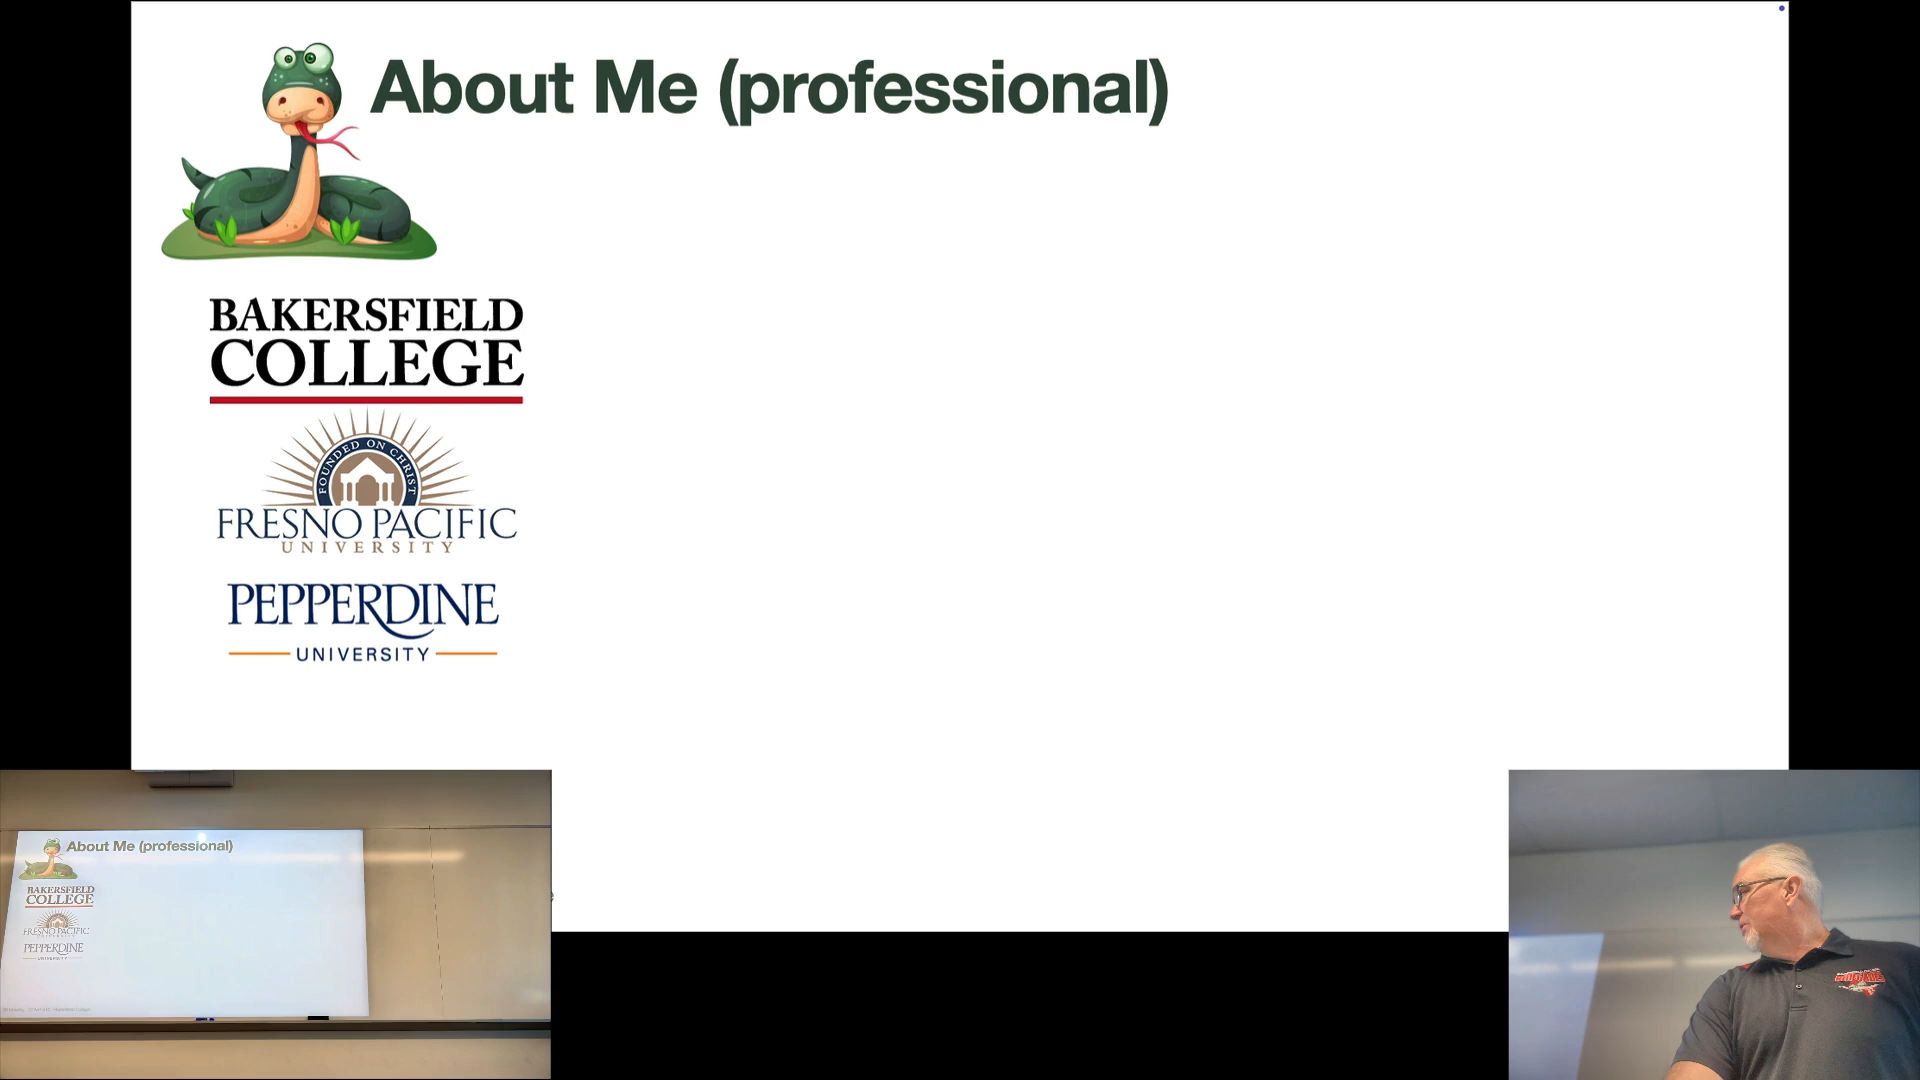 About Me (professional)
BAKERSFIELD
COLLEGE
FOUNDED ON CHRIST
FRESNO PACIFIC
UNIVERSITY
PEPPERDINE
UNIVERSITY
About Me (professional)
BAKERSFIELD
COLLEGE
FRESNO PACIFIC
PEPPERDINE
UNIVERSITY